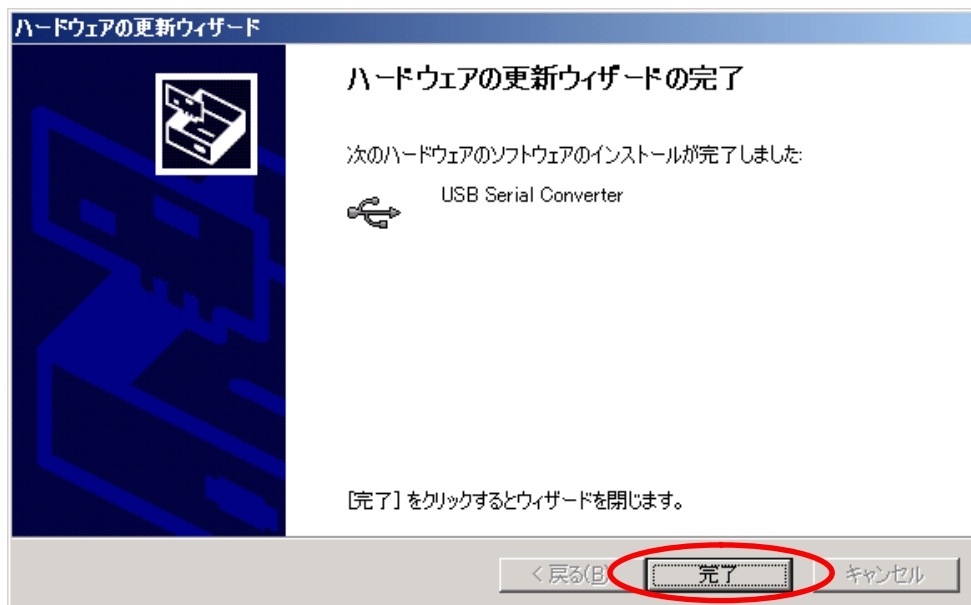 ハードウェアの更新ウィザード
ハードウェアの更新ウィザードの完了
次のハードウェアのソフトウェアのインストールが完了しました:
USB Serial Converter
[完了] をクリックするとウィザードを閉じます。
< 戻る(B) 完了 キャンセル